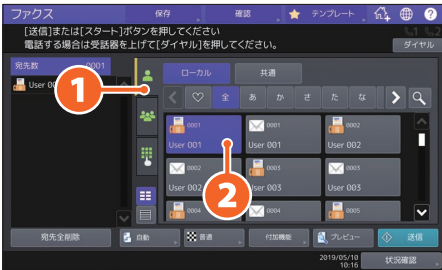 ファクス 保存 確認 テンプレート
[送信]または[スタート]ボタンを押してください
電話する場合は受話器を上げて[ダイヤル]を押してください。
1 2
ダイヤル
宛先数 0001
User 00
1
ローカル 共通
全 あ か さ た な
0001
User 001
0001
User 001
0002
User 002
0002
User 002
0003
User 003
0003
User 003
2
0004
0004
0005
宛先全削除 自動 普通 付加機能 プレビュー 送信
2019/05/10
10:16
状況確認